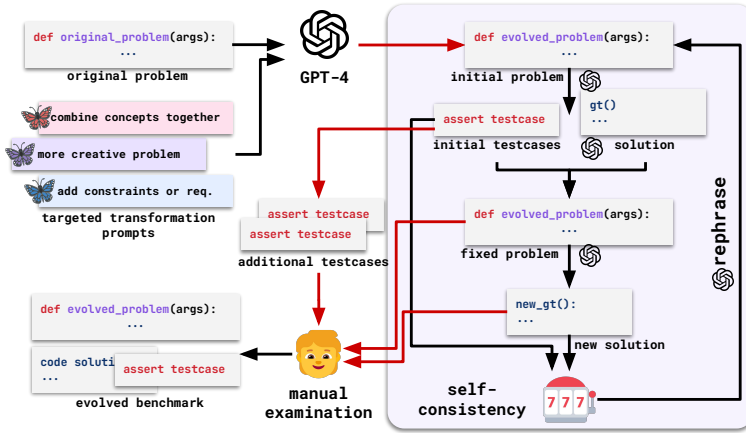 def original_problem(args):
...
original problem
GPT-4
combine concepts together
more creative problem
add constraints or req.
targeted transformation
prompts
def evolved_problem(args):
...
initial problem
assert testcase
initial testcases
gt()
...
solution
assert testcase
assert testcase
additional testcases
def evolved_problem(args):
...
fixed problem
new_gt():
...
new solution
rephrase
self-
consistency
777
manual
examination
def evolved_problem(args):
...
code soluti
...
assert testcase
evolved benchmark